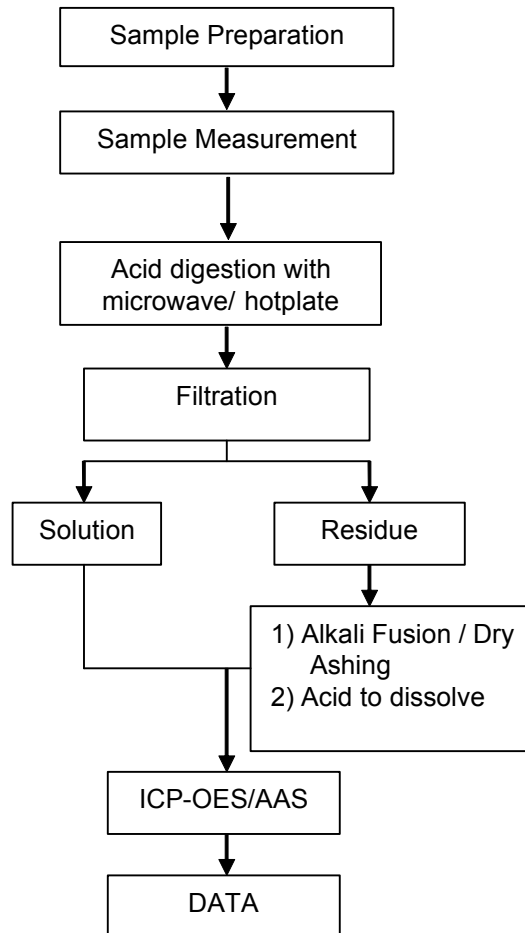 Sample Preparation
Sample Measurement
Acid digestion with
microwave/ hotplate
Filtration
Solution
Residue
1) Alkali Fusion / Dry
Ashing
2) Acid to dissolve
ICP-OES/AAS
DATA